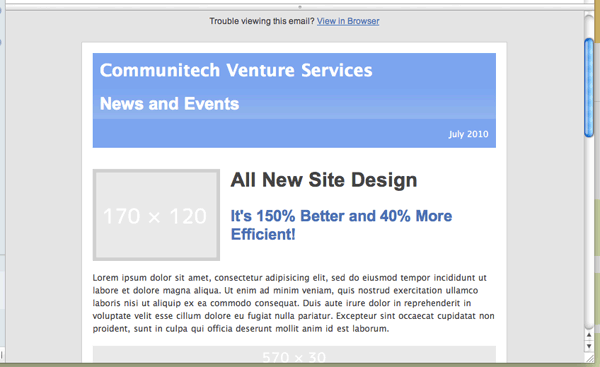 Trouble viewing this email? View in Browser
Communitech Venture Services
News and Events
July 2010
170 × 120
All New Site Design
It's 150% Better and 40% More
Efficient!
Lorem ipsum dolor sit amet, consectetur adipisicing elit, sed do eiusmod tempor incididunt ut
labore et dolore magna aliqua. Ut enim ad minim veniam, quis nostrud exercitation ullamco
laboris nisi ut aliquip ex ea commodo consequat. Duis aute irure dolor in reprehenderit in
voluptate velit esse cillum dolore eu fugiat nulla pariatur. Excepteur sint occaecat cupidatat non
proident, sunt in culpa qui officia deserunt mollit anim id est laborum.
570 × 30